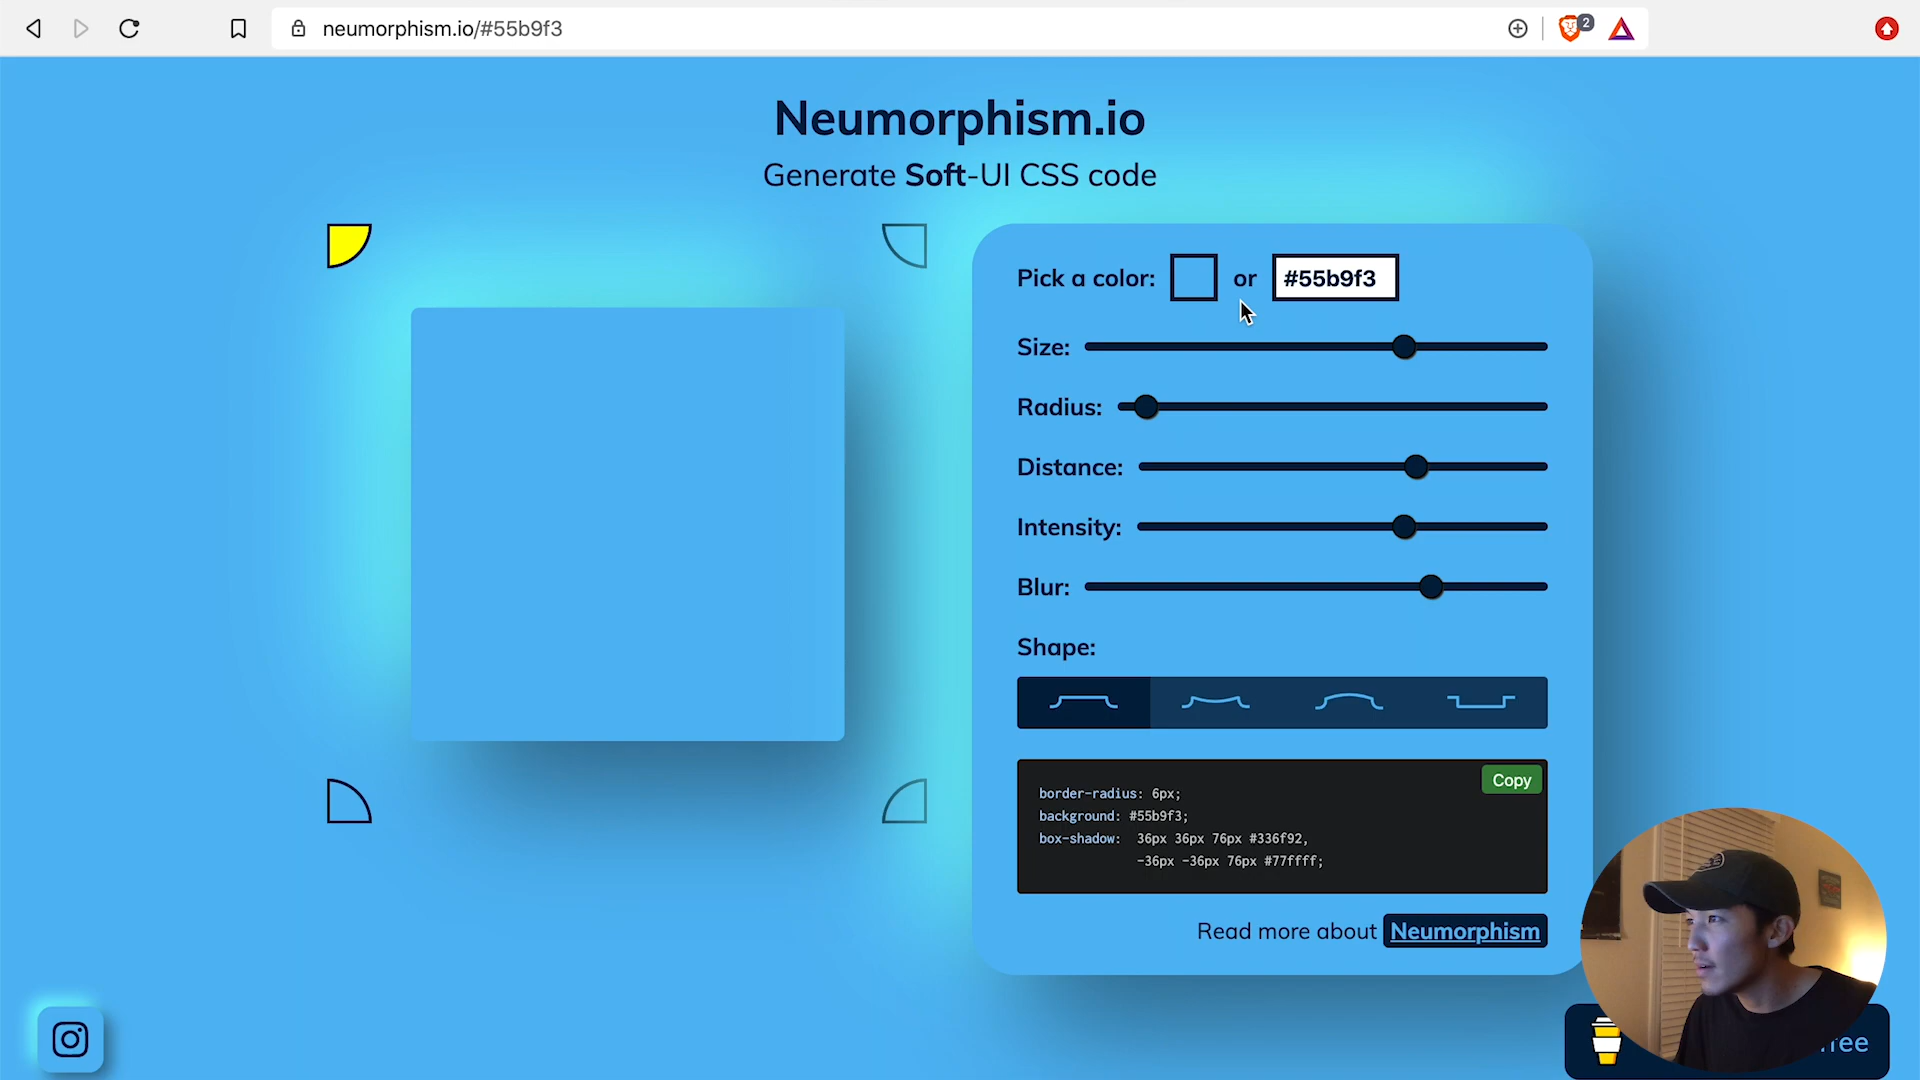 neumorphism.io/#55b9f3
2
Neumorphism.io
Generate Soft-UI CSS code
Pick a color: or #55b9f3
Size:
Radius:
Distance:
Intensity:
Blur:
Shape:
Copy
border-radius: 6px;
background: #55b9f3;
box-shadow: 36px 36px 76px #336f92,
-36px -36px 76px #77ffff;
Read more about Neumorphism
free